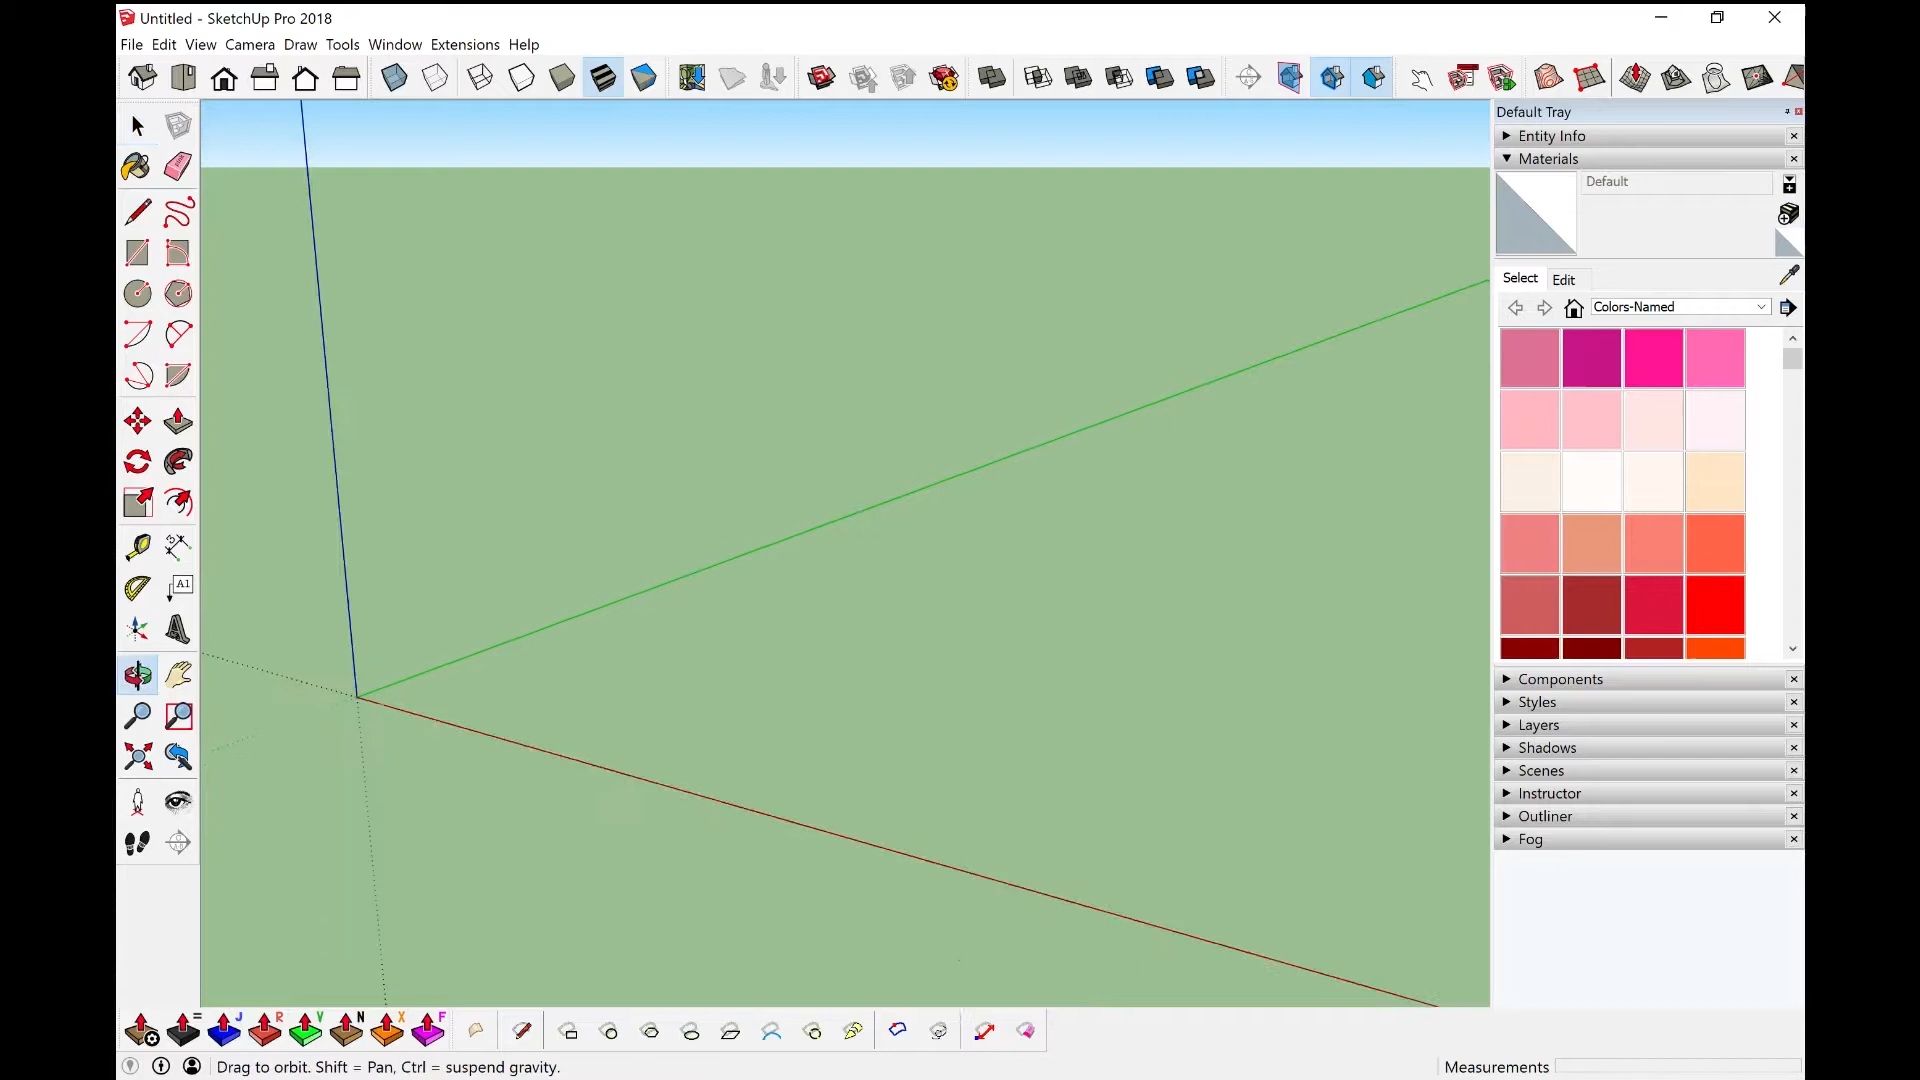 Untitled - SketchUp Pro 2018
File Edit View Camera Draw Tools Window Extensions Help
Default Tray
Entity Info
Materials
Default
Select Edit
Colors-Named
A1
Components
Styles
Layers
Shadows
Scenes
Instructor
Outliner
Fog
= J R V N X F
Drag to orbit. Shift = Pan, Ctrl = suspend gravity.
Measurements